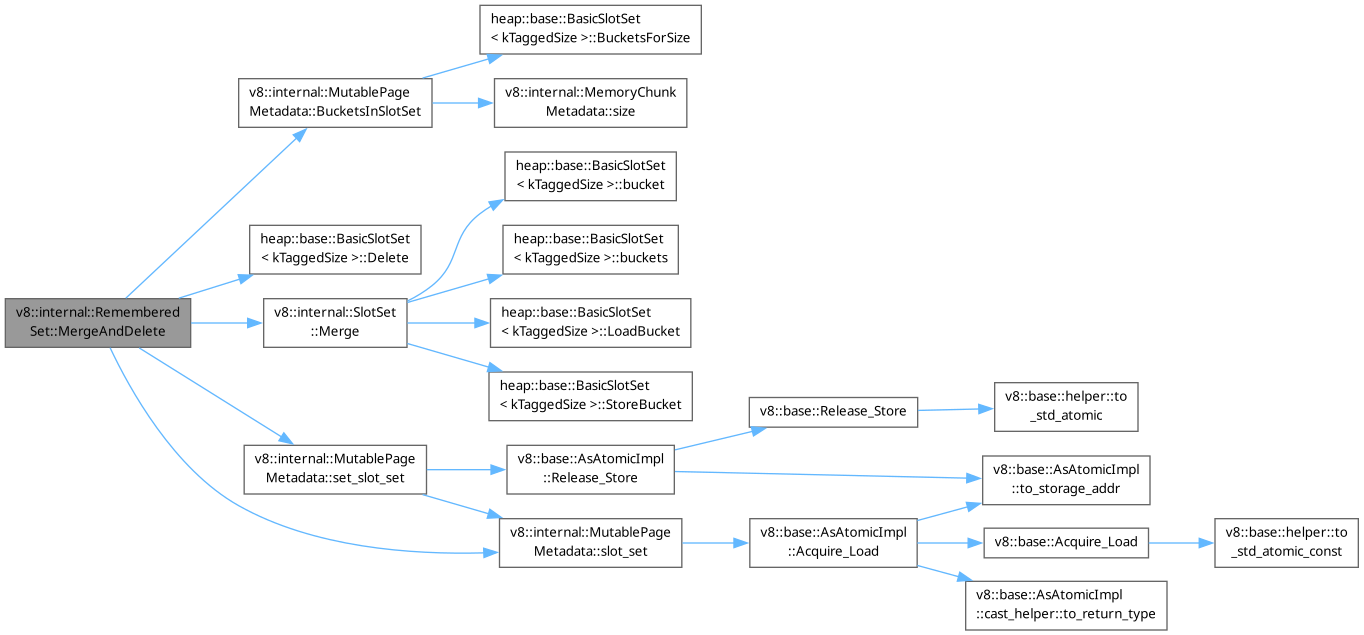 heap::base::BasicSlotSet
< kTaggedSize >::BucketsForSize
v8::internal::MutablePage
Metadata::BucketsInSlotSet
v8::internal::MemoryChunk
Metadata::size
heap::base::BasicSlotSet
< kTaggedSize >::bucket
heap::base::BasicSlotSet
< kTaggedSize >::Delete
heap::base::BasicSlotSet
< kTaggedSize >::buckets
v8::internal::Remembered
Set::MergeAndDelete
v8::internal::SlotSet
::Merge
heap::base::BasicSlotSet
< kTaggedSize >::LoadBucket
heap::base::BasicSlotSet
< kTaggedSize >::StoreBucket
v8::base::Release_Store
v8::base::helper::to
_std_atomic
v8::internal::MutablePage
Metadata::set_slot_set
v8::base::AsAtomicImpl
::Release_Store
v8::base::AsAtomicImpl
::to_storage_addr
v8::internal::MutablePage
Metadata::slot_set
v8::base::AsAtomicImpl
::Acquire_Load
v8::base::Acquire_Load
v8::base::helper::to
_std_atomic_const
v8::base::AsAtomicImpl
::cast_helper::to_return_type